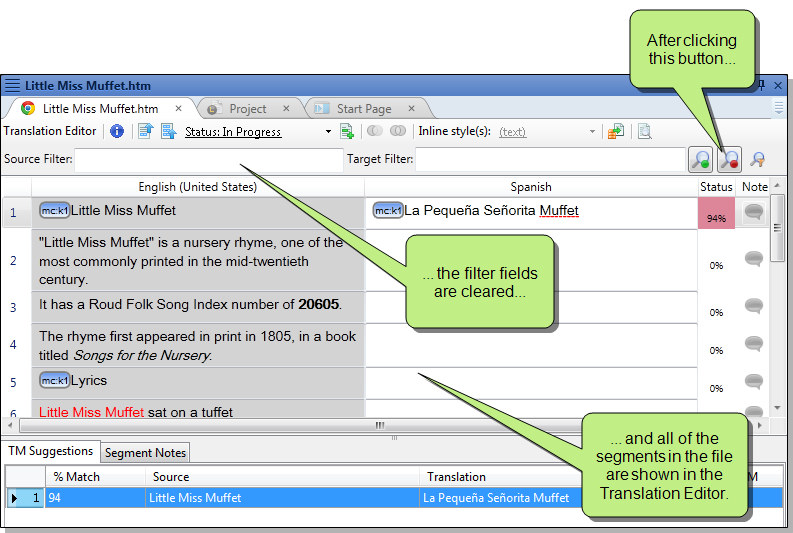 After clicking
this button...
Little Miss Muffet.htm
Little Miss Muffet.htm × Project × Start Page ×
Translation Editor Status: In Progress Inline style(s): (text)
Source Filter: Target Filter:
English (United States) Spanish Status Note
1 mc:k1 Little Miss Muffet mc:k1 La Pequeña Señorita Muffet 94%
2 "Little Miss Muffet" is a nursery rhyme, one of the
most commonly printed in the mid-twentieth
century.
0%
... the filter fields
are cleared...
3 It has a Roud Folk Song Index number of 20605. 0%
4 The rhyme first appeared in print in 1805, in a book
titled Songs for the Nursery.
0%
5 mc:k1 Lyrics 0%
6 Little Miss Muffet sat on a tuffet
... and all of the
segments in the file
are shown in the
Translation Editor.
TM Suggestions Segment Notes
% Match Source Translation M
1 94 Little Miss Muffet La Pequeña Señorita Muffet